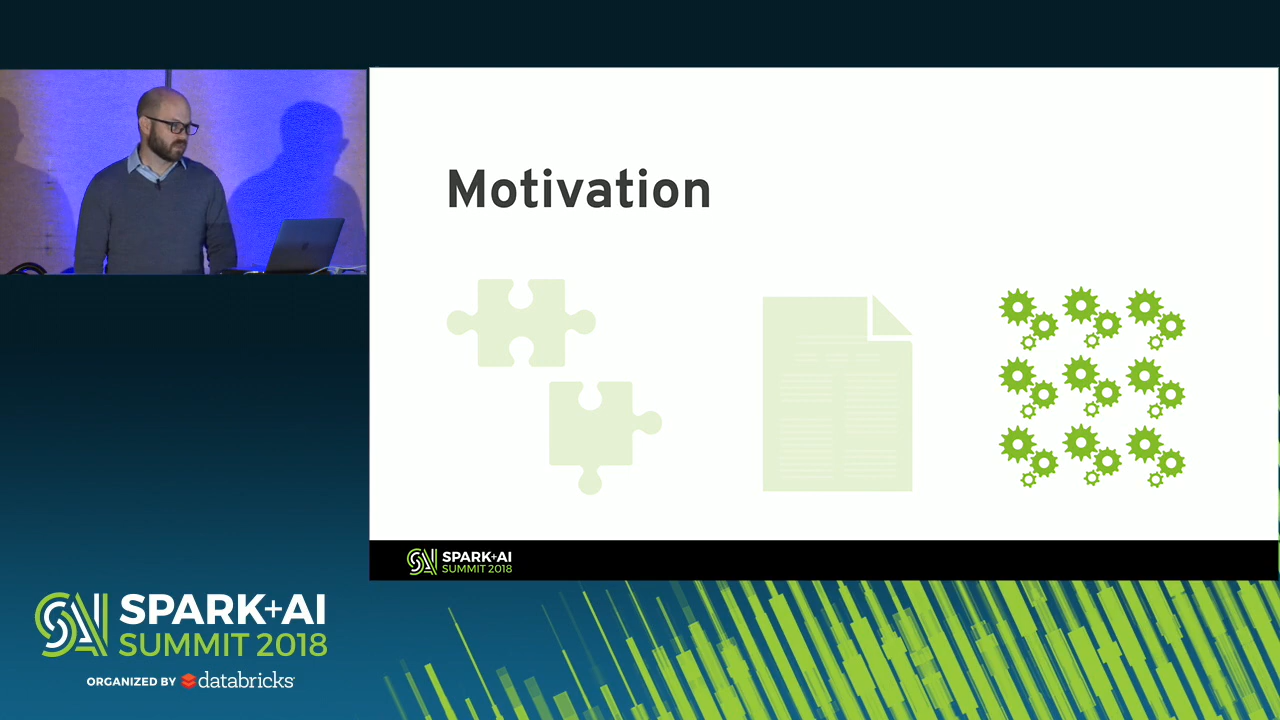 Motivation
SPARK+AI
SUMMIT 2018
SPARK+AI
SUMMIT 2018
ORGANIZED BY databricks